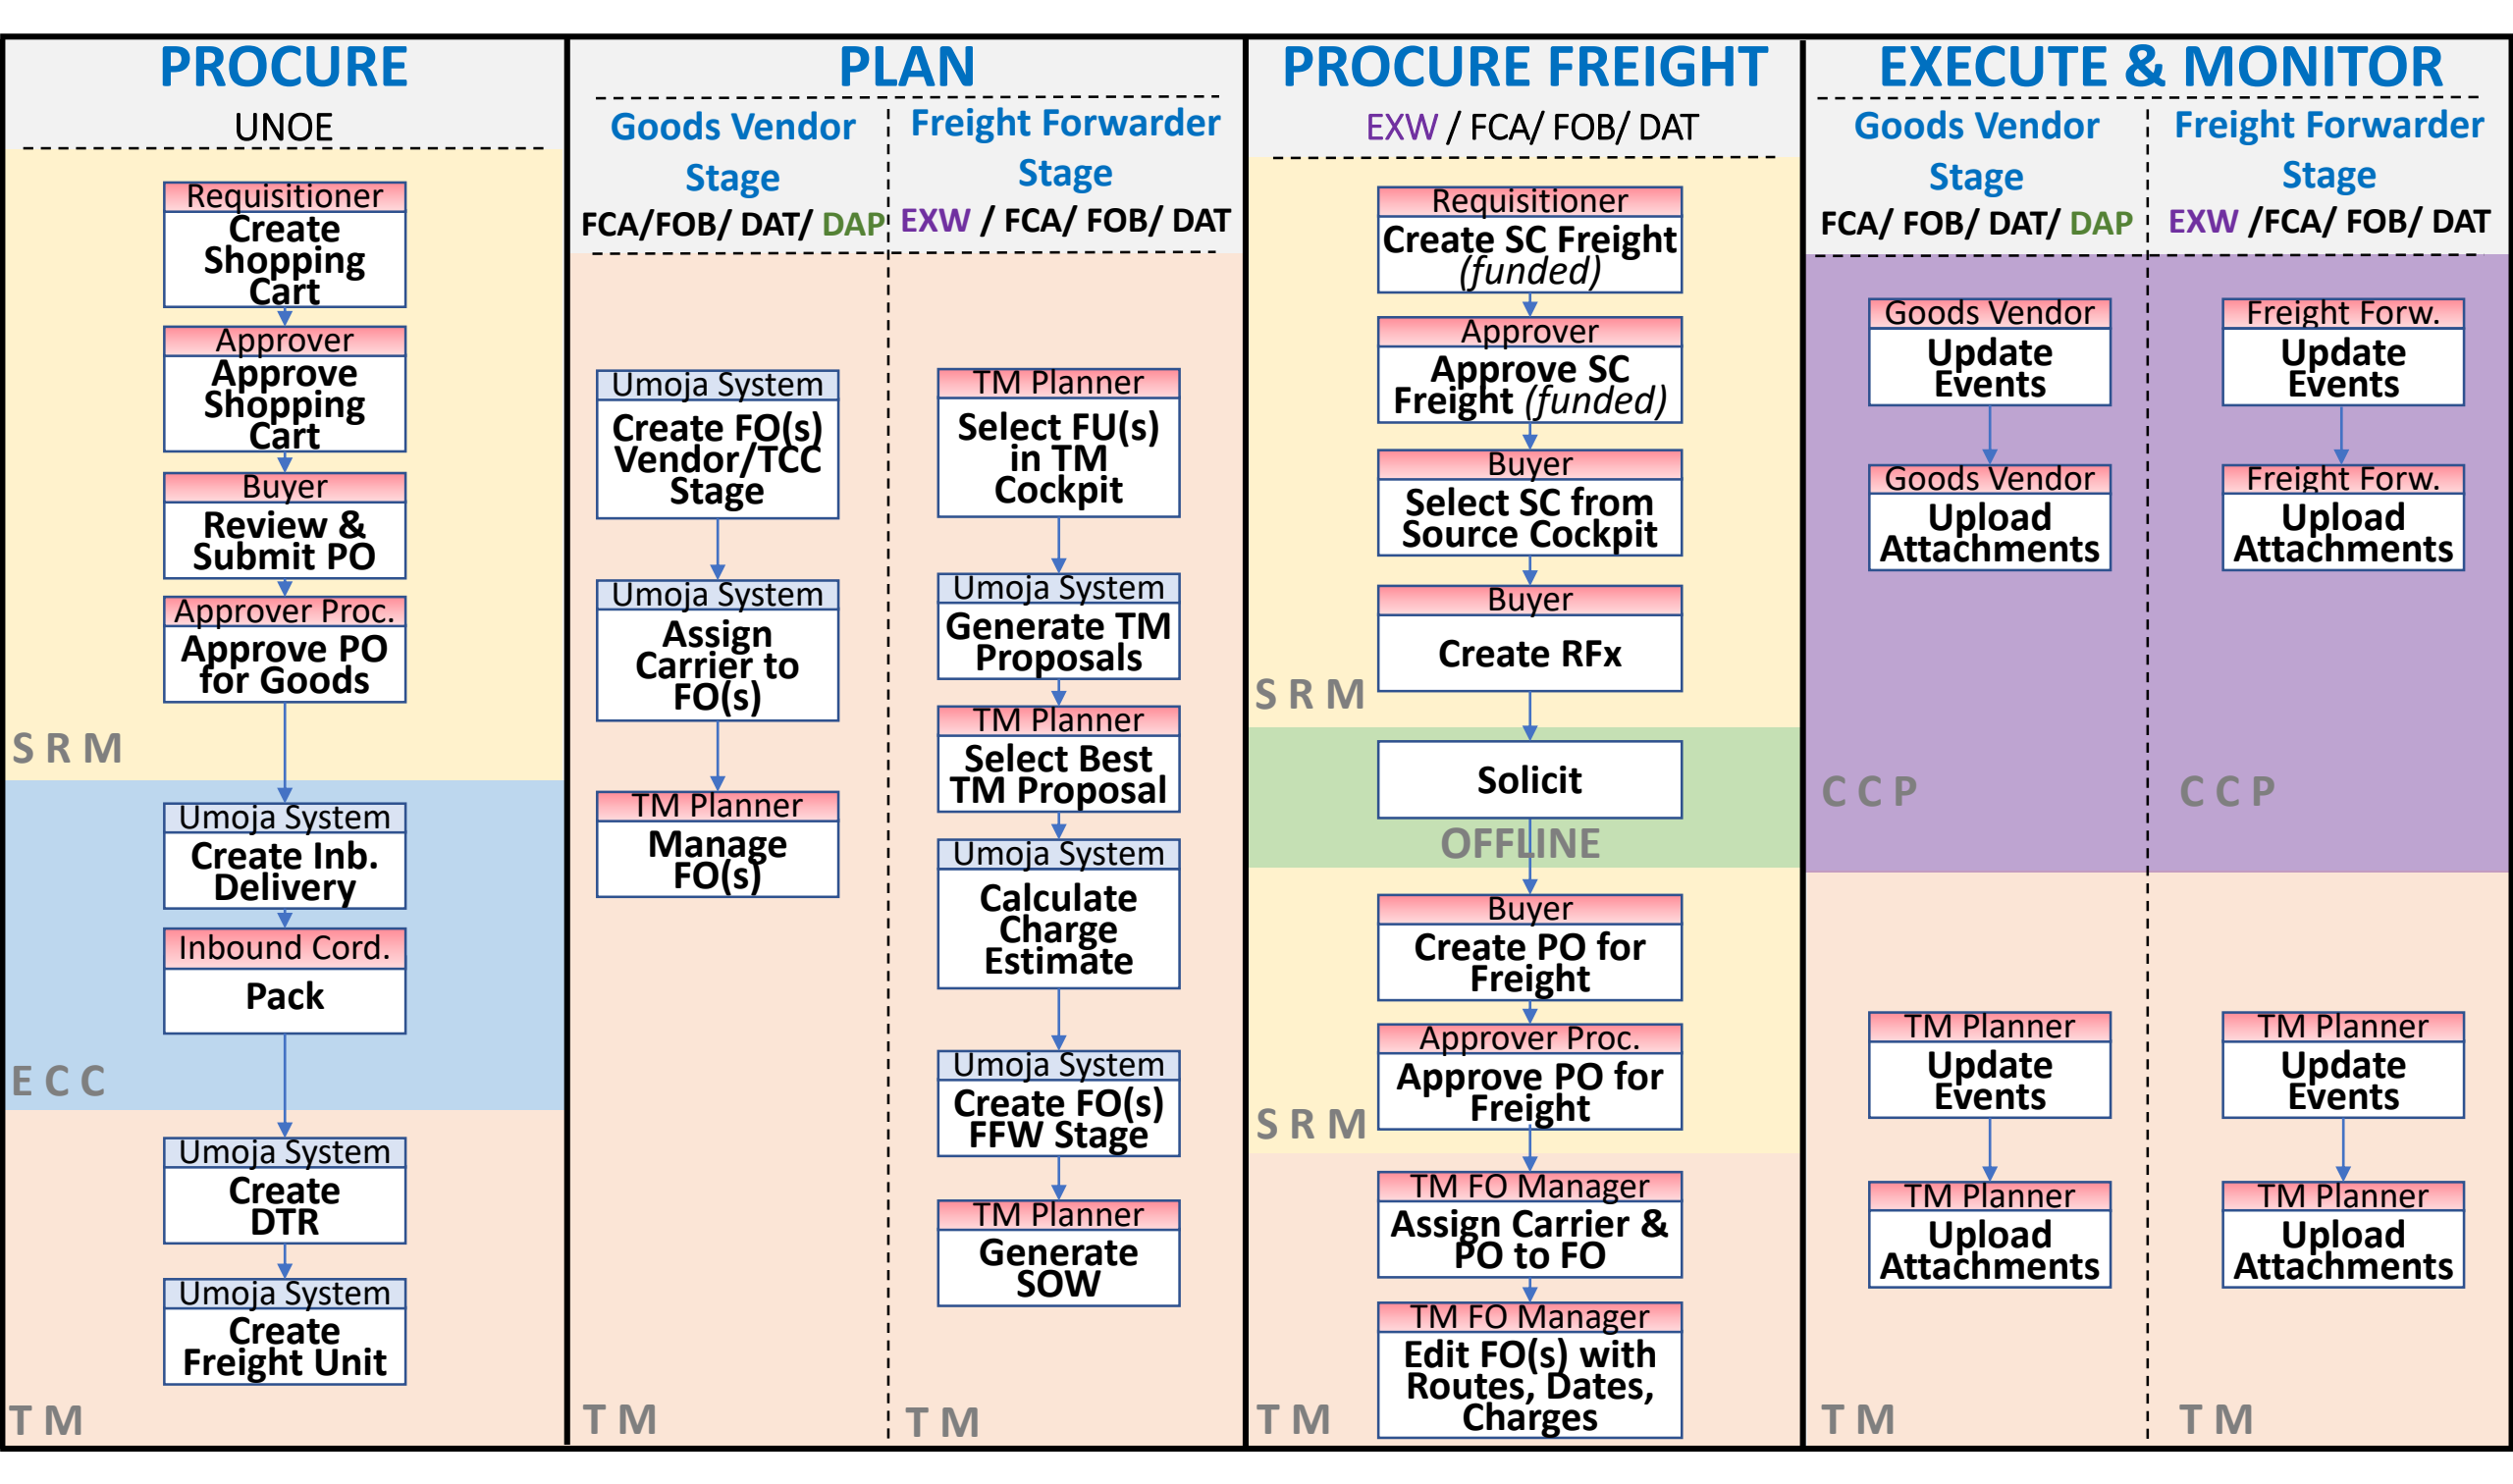 PROCURE
UNOE
Requisitioner
Create
Shopping
Cart
Approver
Approve
Shopping
Cart
Buyer
Review &
Submit PO
Approver Proc.
Approve PO
for Goods
S R M
Umoja System
Create Inb.
Delivery
Inbound Cord.
Pack
E C C
Umoja System
Create
DTR
Umoja System
Create
Freight Unit
T M
PLAN
Goods Vendor
Stage
FCA/FOB/ DAT/ DAP
Umoja System
Create FO(s)
Vendor/TCC
Stage
Umoja System
Assign
Carrier to
FO(s)
TM Planner
Manage
FO(s)
T M
Freight Forwarder
Stage
EXW / FCA/ FOB/ DAT
TM Planner
Select FU(s)
in TM
Cockpit
Umoja System
Generate TM
Proposals
TM Planner
Select Best
TM Proposal
Umoja System
Calculate
Charge
Estimate
Umoja System
Create FO(s)
FFW Stage
TM Planner
Generate
SOW
T M
PROCURE FREIGHT
EXW / FCA/ FOB/ DAT
Requisitioner
Create SC Freight
(funded)
Approver
Approve SC
Freight (funded)
Buyer
Select SC from
Source Cockpit
Buyer
Create RFx
S R M
Solicit
OFFLINE
Buyer
Create PO for
Freight
Approver Proc.
Approve PO for
Freight
S R M
TM FO Manager
Assign Carrier &
PO to FO
TM FO Manager
Edit FO(s) with
Routes, Dates,
Charges
T M
EXECUTE & MONITOR
Goods Vendor
Stage
FCA/ FOB/ DAT/ DAP
Goods Vendor
Update
Events
Goods Vendor
Upload
Attachments
C C P
TM Planner
Update
Events
TM Planner
Upload
Attachments
T M
Freight Forwarder
Stage
EXW /FCA/ FOB/ DAT
Freight Forw.
Update
Events
Freight Forw.
Upload
Attachments
C C P
TM Planner
Update
Events
TM Planner
Upload
Attachments
T M